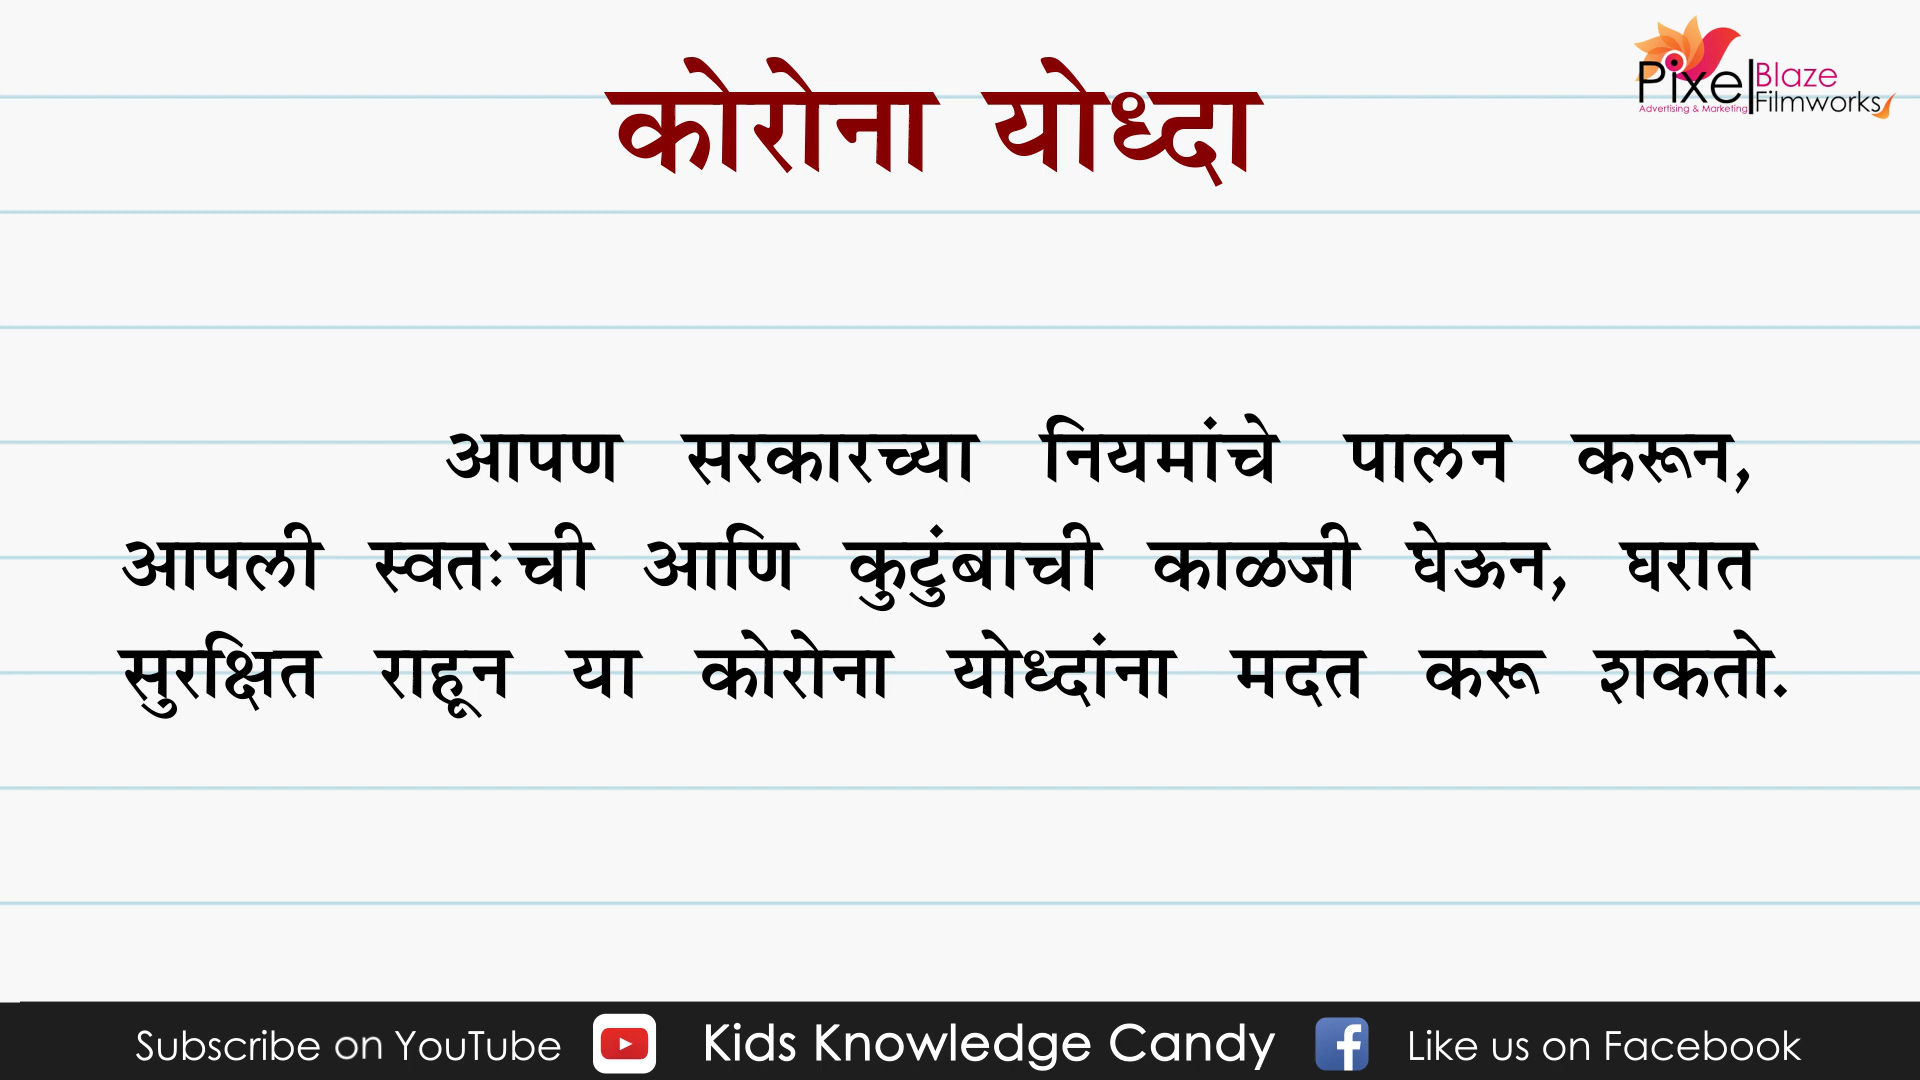 कोरोना योध्दा
Pixel Blaze Filmworks
Advertising & Marketing
आपण सरकारच्या नियमांचे पालन करून,
आपली स्वतःची आणि कुटुंबाची काळजी घेऊन, घरात
सुरक्षित राहून या कोरोना योध्दांना मदत करू शकतो.
Subscribe on YouTube Kids Knowledge Candy f Like us on Facebook